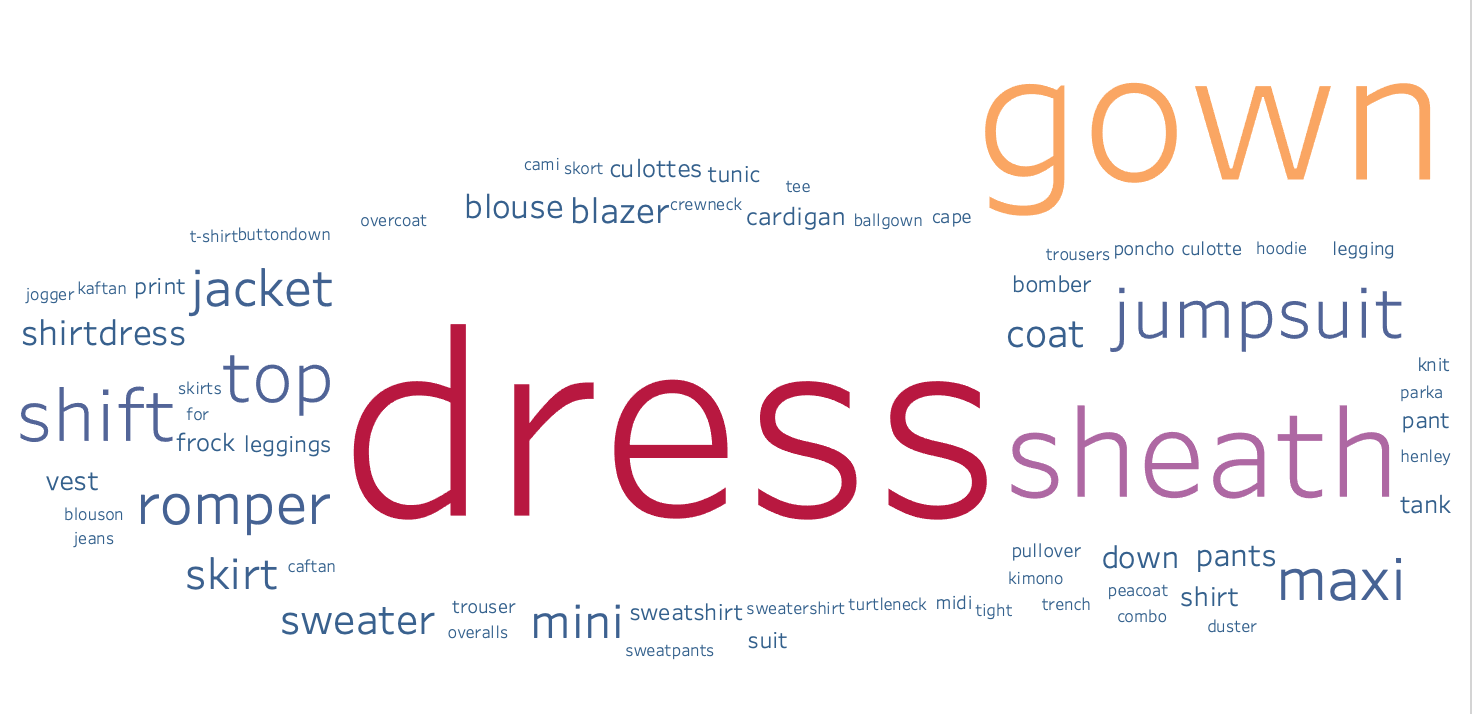 gown
cami skort culottes tunic
tee
blouse blazer crewneck cardigan ballgown cape
overcoat
t-shirt buttondown
trousers poncho culotte hoodie legging
jogger kaftan print jacket
bomber
shirtdress
coat jumpsuit
knit
skirts top
parka
shift for
pant
frock leggings
dress
sheath
henley
vest
tank
romper
blouson
jeans
pullover down pants
skirt caftan
kimono maxi
peacoat shirt
sweater trouser mini sweatshirt sweatershirt turtleneck midi tight trench
combo
overalls
duster
sweatpants suit